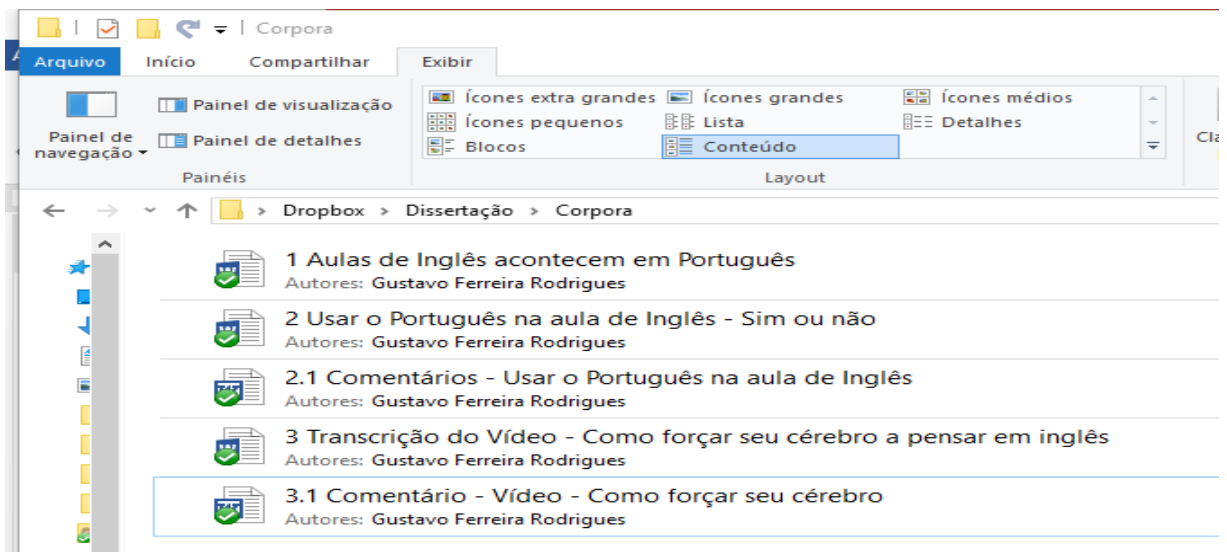 Corpora
Arquivo Início Compartilhar Exibir
Painel de navegação
Painel de visualização
Painel de detalhes
Ícones extra grandes Ícones grandes Ícones médios
Ícones pequenos Lista Detalhes
Blocos Conteúdo
Painéis Layout
> Dropbox > Dissertação > Corpora
1 Aulas de Inglês acontecem em Português
Autores: Gustavo Ferreira Rodrigues
2 Usar o Português na aula de Inglês - Sim ou não
Autores: Gustavo Ferreira Rodrigues
2.1 Comentários - Usar o Português na aula de Inglês
Autores: Gustavo Ferreira Rodrigues
3 Transcrição do Vídeo - Como forçar seu cérebro a pensar em inglês
Autores: Gustavo Ferreira Rodrigues
3.1 Comentário - Vídeo - Como forçar seu cérebro
Autores: Gustavo Ferreira Rodrigues